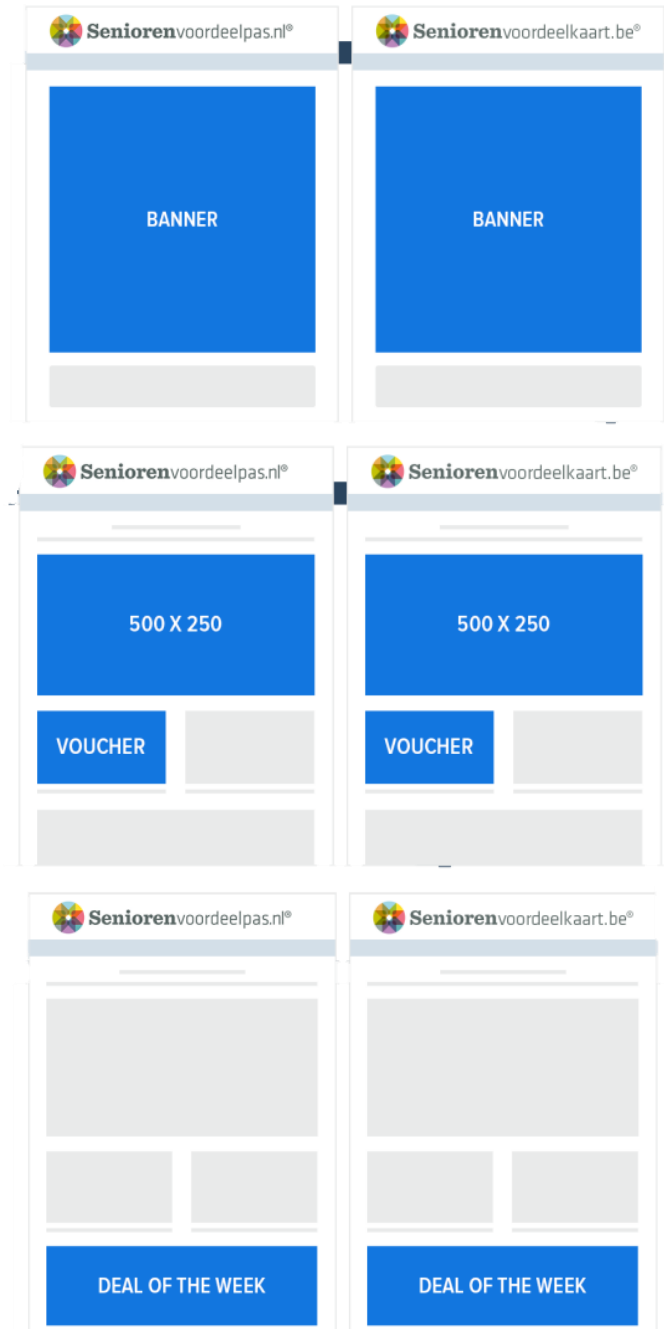 Seniorenvoordeelpas.nl® Seniorenvoordeelkaart.be®
BANNER BANNER
Seniorenvoordeelpas.nl® Seniorenvoordeelkaart.be®
500 X 250 500 X 250
VOUCHER VOUCHER
Seniorenvoordeelpas.nl® Seniorenvoordeelkaart.be®
DEAL OF THE WEEK DEAL OF THE WEEK